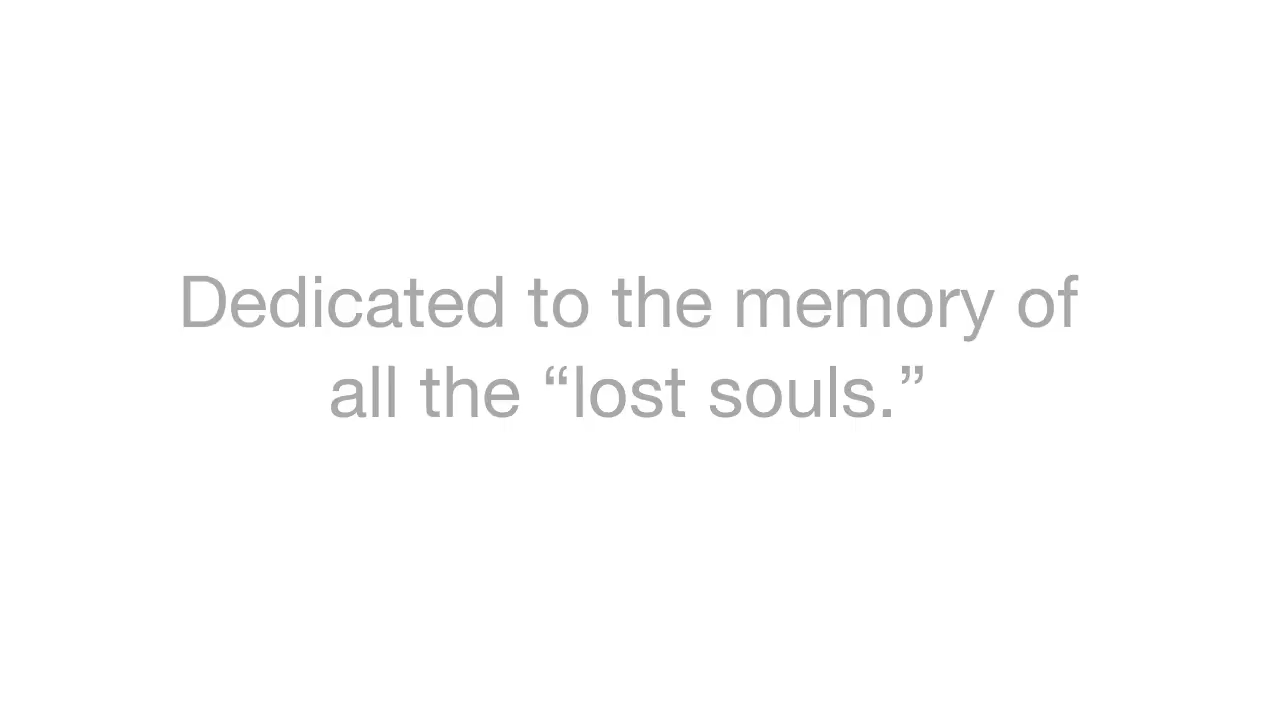 Dedicated to the memory of
all the “lost souls.”